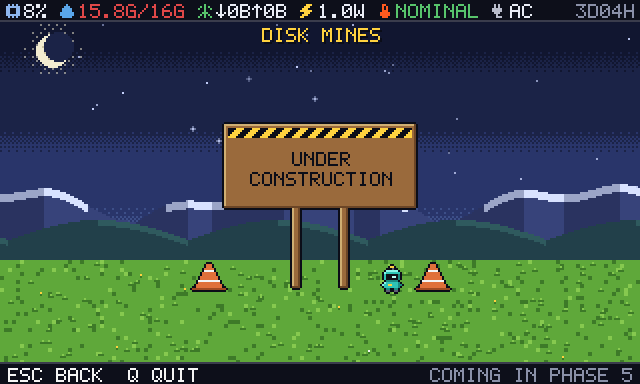 8% 15.8G/16G ↓0B↑0B 1.0W NOMINAL AC 3D04H
DISK MINES
UNDER
CONSTRUCTION
ESC BACK Q QUIT COMING IN PHASE 5